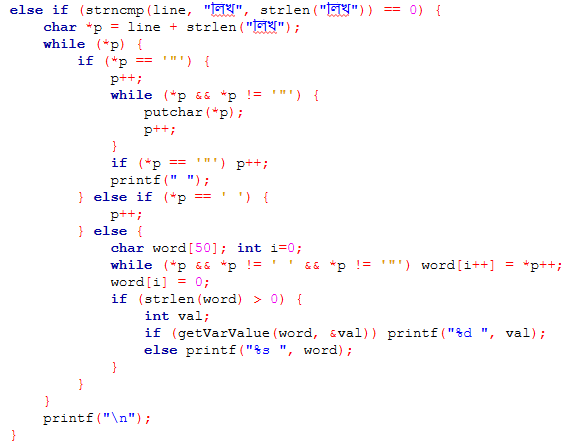 else if (strncmp(line, "লিখ", strlen("লিখ")) == 0) {
    char *p = line + strlen("লিখ");
    while (*p) {
        if (*p == '"') {
            p++;
            while (*p && *p != '"') {
                putchar(*p);
                p++;
            }
            if (*p == '"') p++;
            printf(" ");
        } else if (*p == ' ') {
            p++;
        } else {
            char word[50]; int i=0;
            while (*p && *p != ' ' && *p != '"') word[i++] = *p++;
            word[i] = 0;
            if (strlen(word) > 0) {
                int val;
                if (getVarValue(word, &val)) printf("%d ", val);
                else printf("%s ", word);
            }
        }
    }
    printf("\n");
}